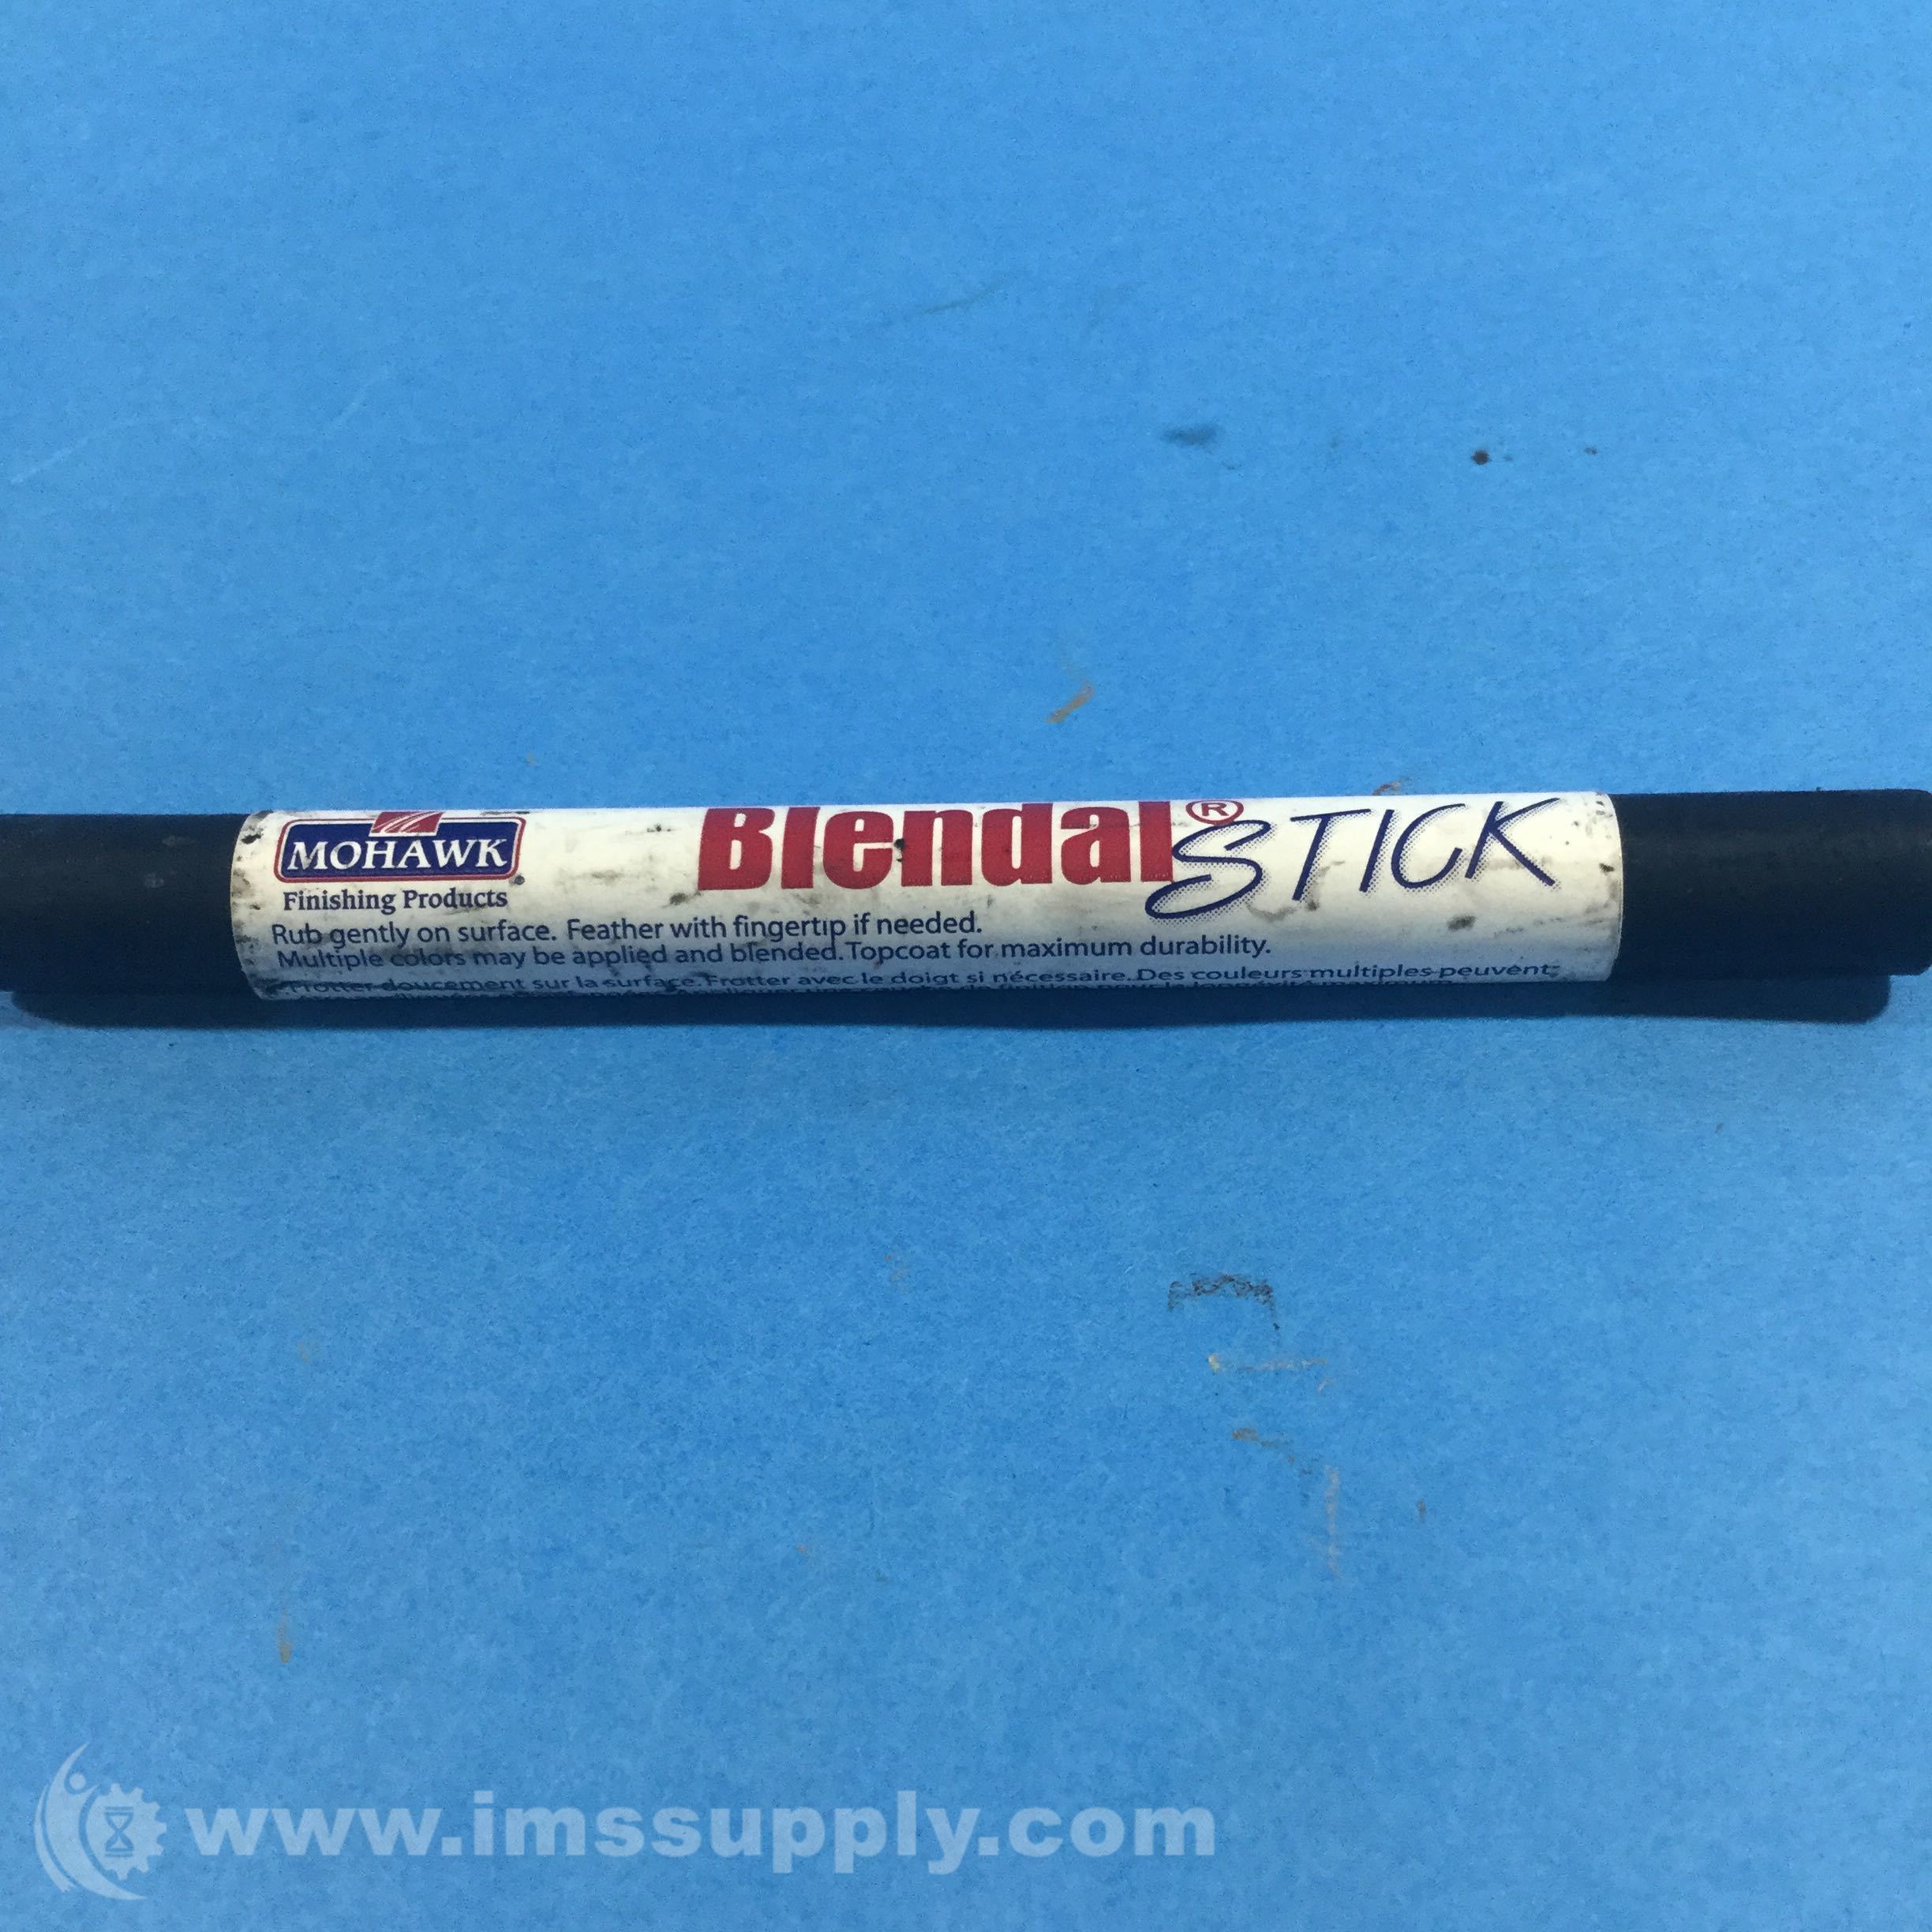 MOHAWK
Finishing Products
Blendal® STICK
Rub gently on surface. Feather with fingertip if needed.
Multiple colors may be applied and blended. Topcoat for maximum durability.
Frotter doucement sur la surface. Frotter avec le doigt si nécessaire. Des couleurs multiples peuvent
www.imssupply.com